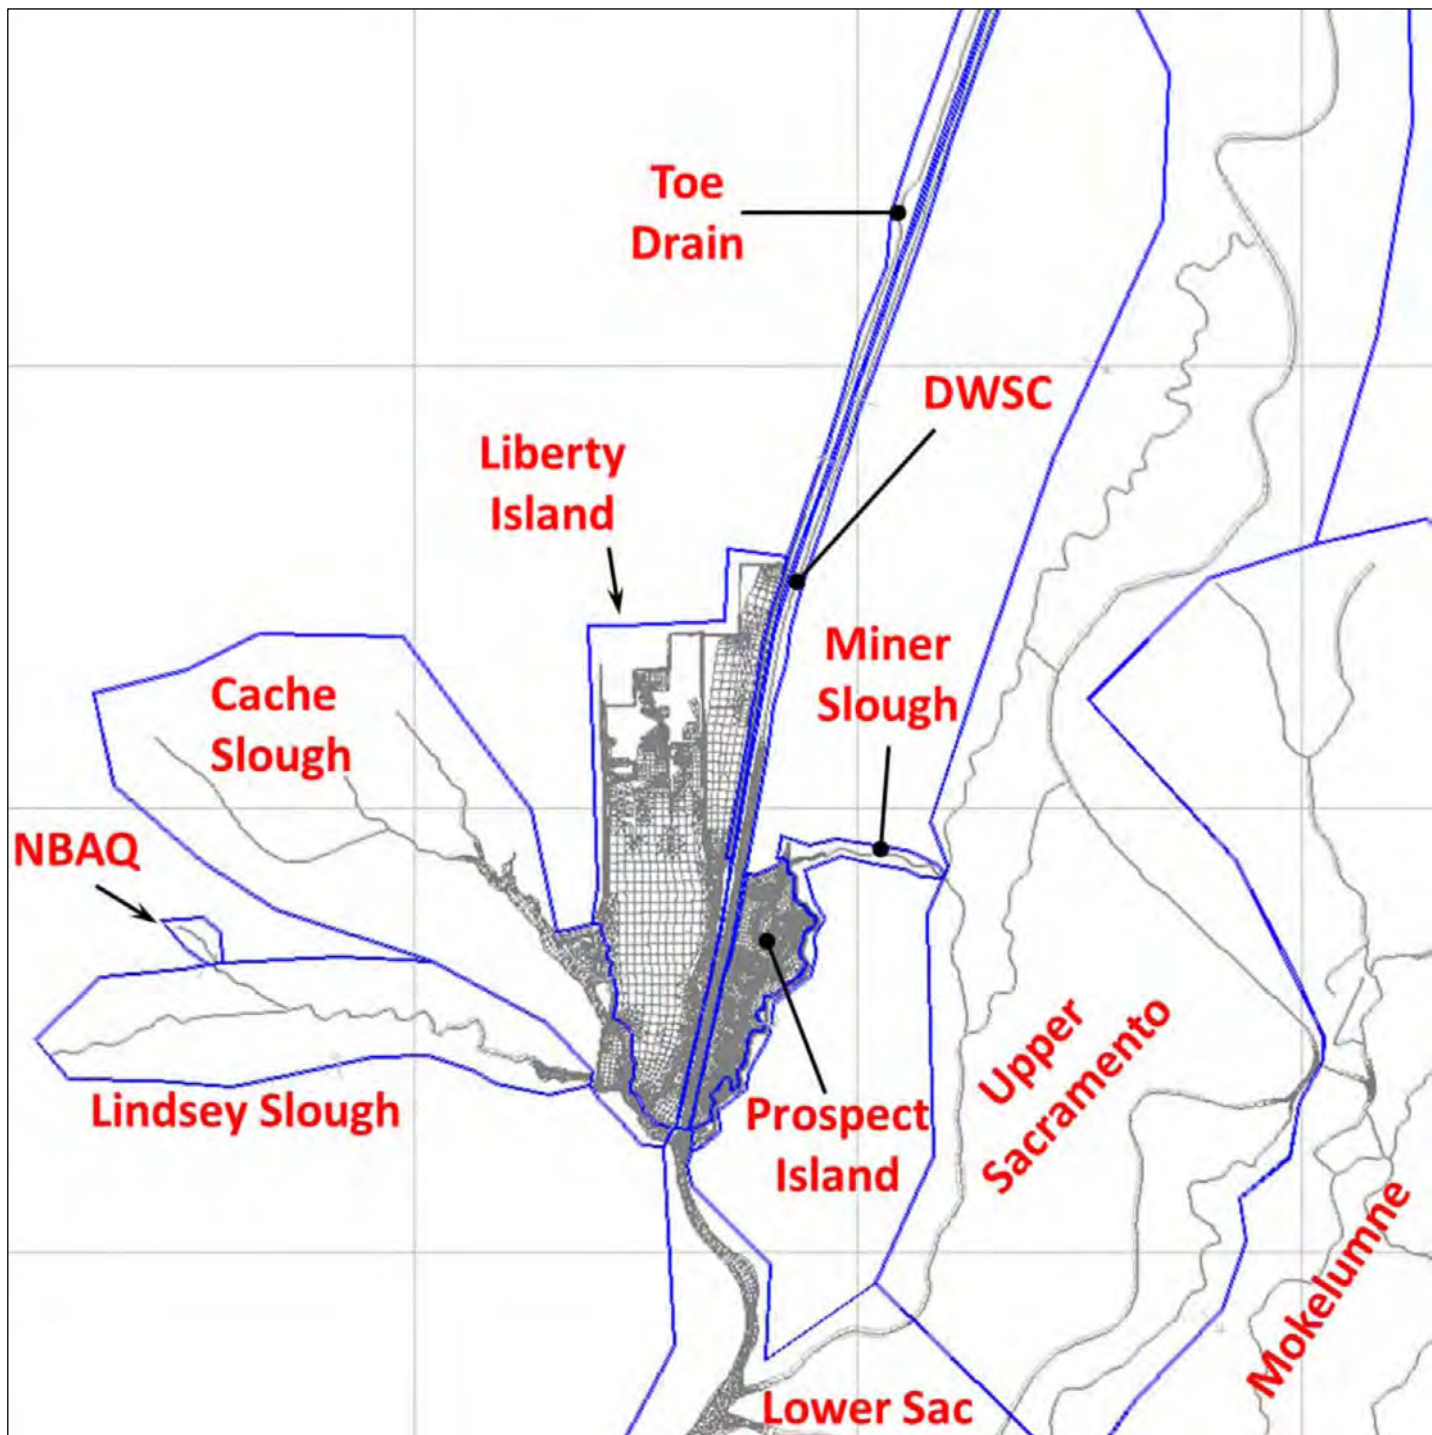 Toe
Drain
DWSC
Liberty
Island
Miner
Slough
Cache
Slough
NBAQ
Upper
Sacramento
Lindsey Slough
Prospect
Island
Mokelumne
Lower Sac